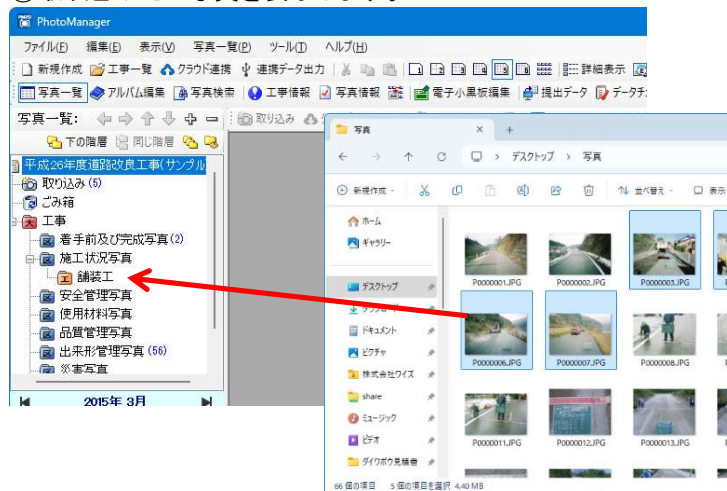 PhotoManager
ファイル(F) 編集(E) 表示(V) 写真一覧(P) ツール(T) ヘルプ(H)
新規作成 工事一覧 クラウド連携 連携データ出力 詳細表示
写真一覧 アルバム編集 写真検索 工事情報 写真情報 電子小黒板編集 提出データ
写真一覧: 取り込み
下の階層 同じ階層
平成26年度道路改良工事(サンプル
取り込み (5)
ごみ箱
工事
着手前及び完成写真 (2)
施工状況写真
舗装工
安全管理写真
使用材料写真
品質管理写真
出来形管理写真 (56)
災害写真
2015年 3月
写真
デスクトップ > 写真
新規作成 並べ替え 表示
ホーム
ギャラリー
デスクトップ
ダウンロード
ドキュメント
ピクチャ
株式会社ワイズ
share
ミュージック
ビデオ
ダイワボウ見積書
P0000001.JPG P0000002.JPG P0000003.JPG
P0000006.JPG P0000007.JPG P0000008.JPG
P0000011.JPG P0000012.JPG P0000013.JPG
66 個の項目 5 個の項目を選択 4.40 MB